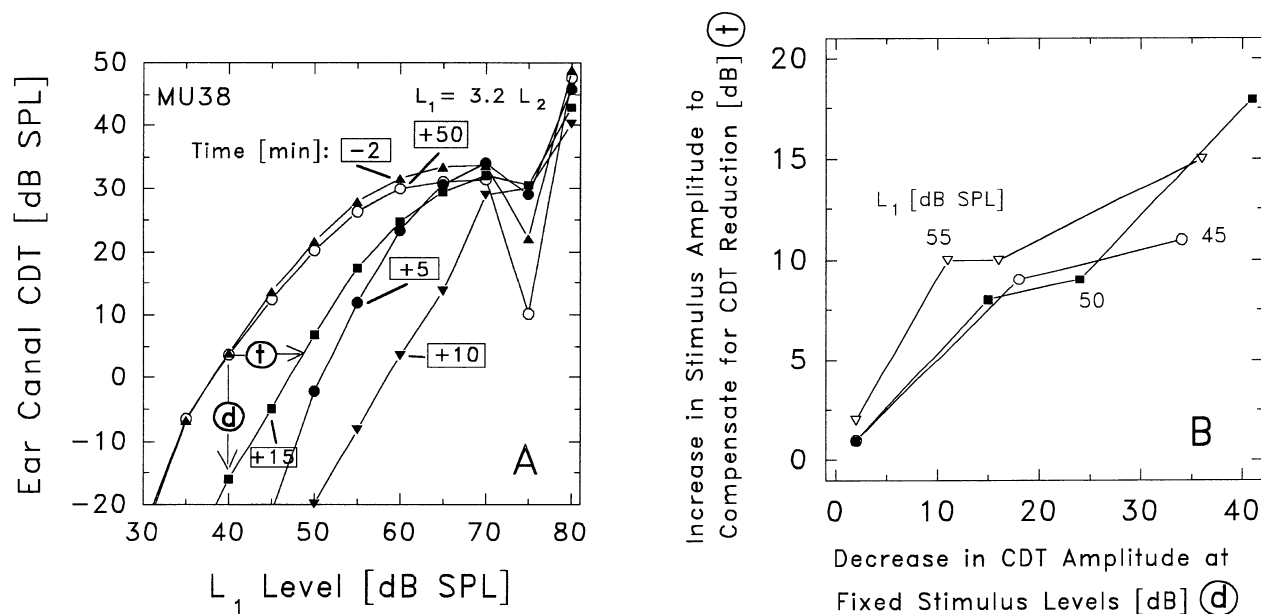 Ear Canal CDT [dB SPL]
50
40
30
20
10
0
-10
-20
MU38
L1 = 3.2 L2
Time [min]:
-2
+50
+5
+10
+15
t
d
A
30 40 50 60 70 80
L1 Level [dB SPL]
Increase in Stimulus Amplitude to
Compensate for CDT Reduction [dB] t
20
15
10
5
0
L1 [dB SPL]
55
45
50
B
0 10 20 30 40
Decrease in CDT Amplitude at
Fixed Stimulus Levels [dB] d